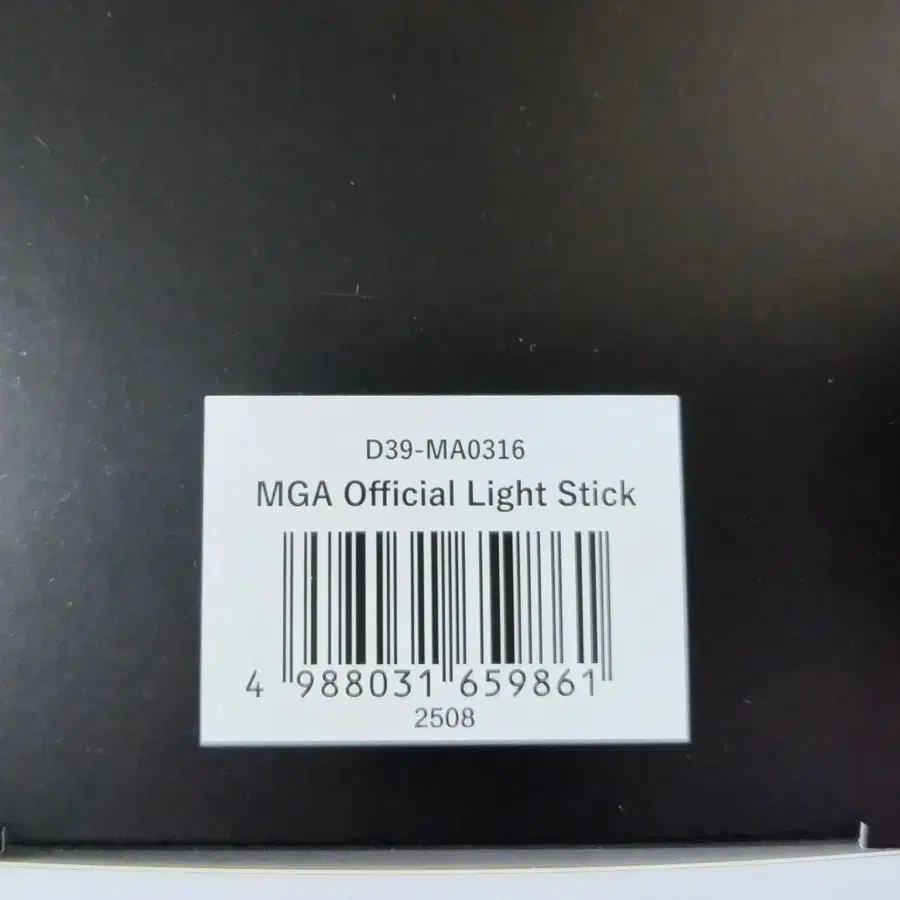 D39-MA0316
MGA Official Light Stick
4 988031 659861
2508